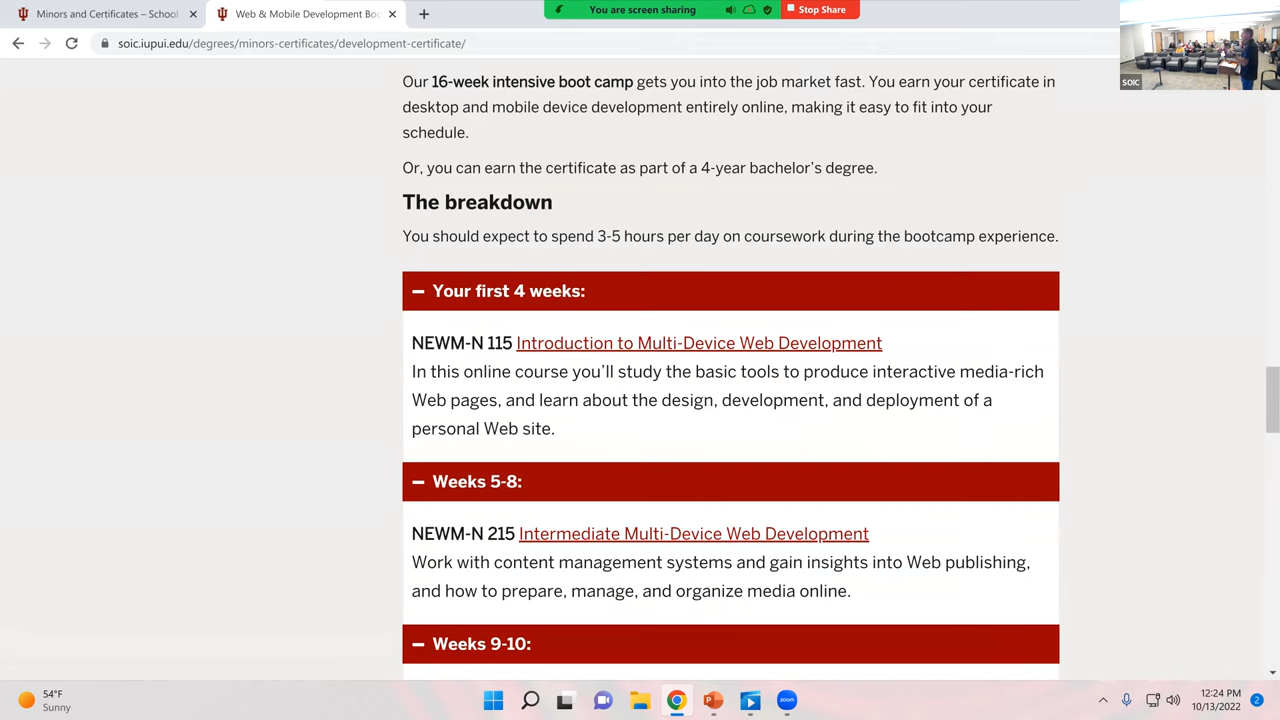 Minors and Certificates – School
Web & Mobile Development Boo
You are screen sharing
Stop Share
soic.iupui.edu/degrees/minors-certificates/development-certificate/
SOIC
Our 16-week intensive boot camp gets you into the job market fast. You earn your certificate in
desktop and mobile device development entirely online, making it easy to fit into your
schedule.
Or, you can earn the certificate as part of a 4-year bachelor's degree.
The breakdown
You should expect to spend 3-5 hours per day on coursework during the bootcamp experience.
Your first 4 weeks:
NEWM-N 115 Introduction to Multi-Device Web Development
In this online course you'll study the basic tools to produce interactive media-rich
Web pages, and learn about the design, development, and deployment of a
personal Web site.
Weeks 5-8:
NEWM-N 215 Intermediate Multi-Device Web Development
Work with content management systems and gain insights into Web publishing,
and how to prepare, manage, and organize media online.
Weeks 9-10:
54°F
Sunny
zoom
12:24 PM
10/13/2022
2